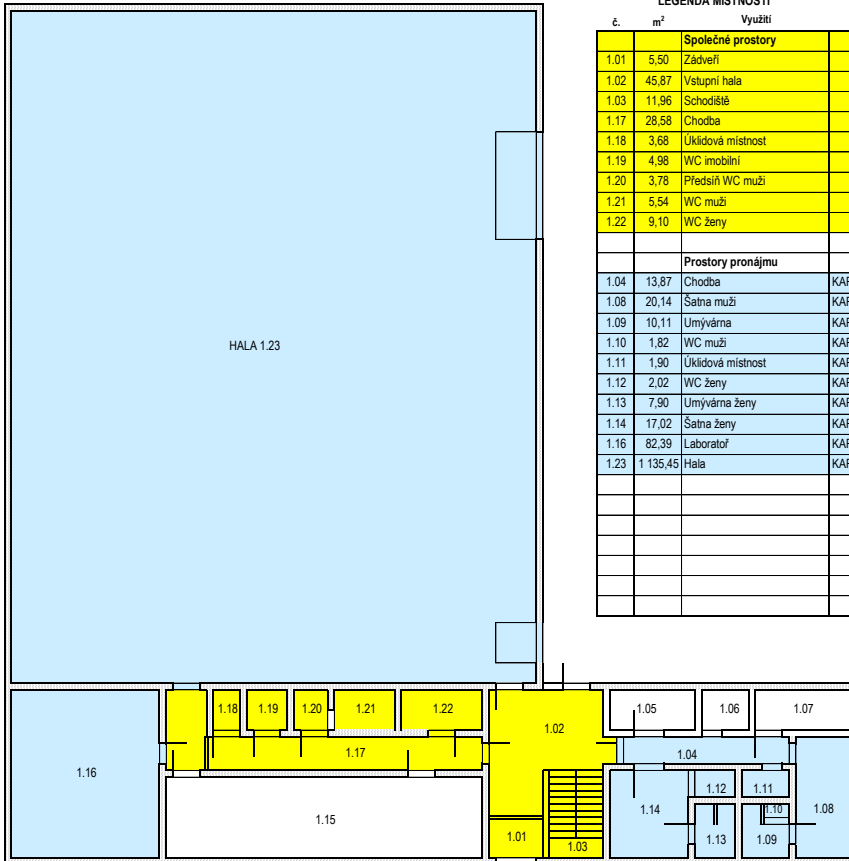 LEGENDA MÍSTNOSTÍ
č. m² Využití
Společné prostory
1.01 5,50 Zádveří
1.02 45,87 Vstupní hala
1.03 11,96 Schodiště
1.17 28,58 Chodba
1.18 3,68 Úklidová místnost
1.19 4,98 WC imobilní
1.20 3,78 Předsíň WC muži
1.21 5,54 WC muži
1.22 9,10 WC ženy
Prostory pronájmu
1.04 13,87 Chodba
1.08 20,14 Šatna muži
1.09 10,11 Umývárna
1.10 1,82 WC muži
1.11 1,90 Úklidová místnost
1.12 2,02 WC ženy
1.13 7,90 Umývárna ženy
1.14 17,02 Šatna ženy
1.16 82,39 Laboratoř
1.23 1 135,45 Hala
HALA 1.23
1.18 1.19 1.20 1.21 1.22
1.02
1.05 1.06 1.07
1.17
1.04
1.16
1.15
1.14
1.12 1.11
1.10
1.08
1.01
1.03
1.13 1.09